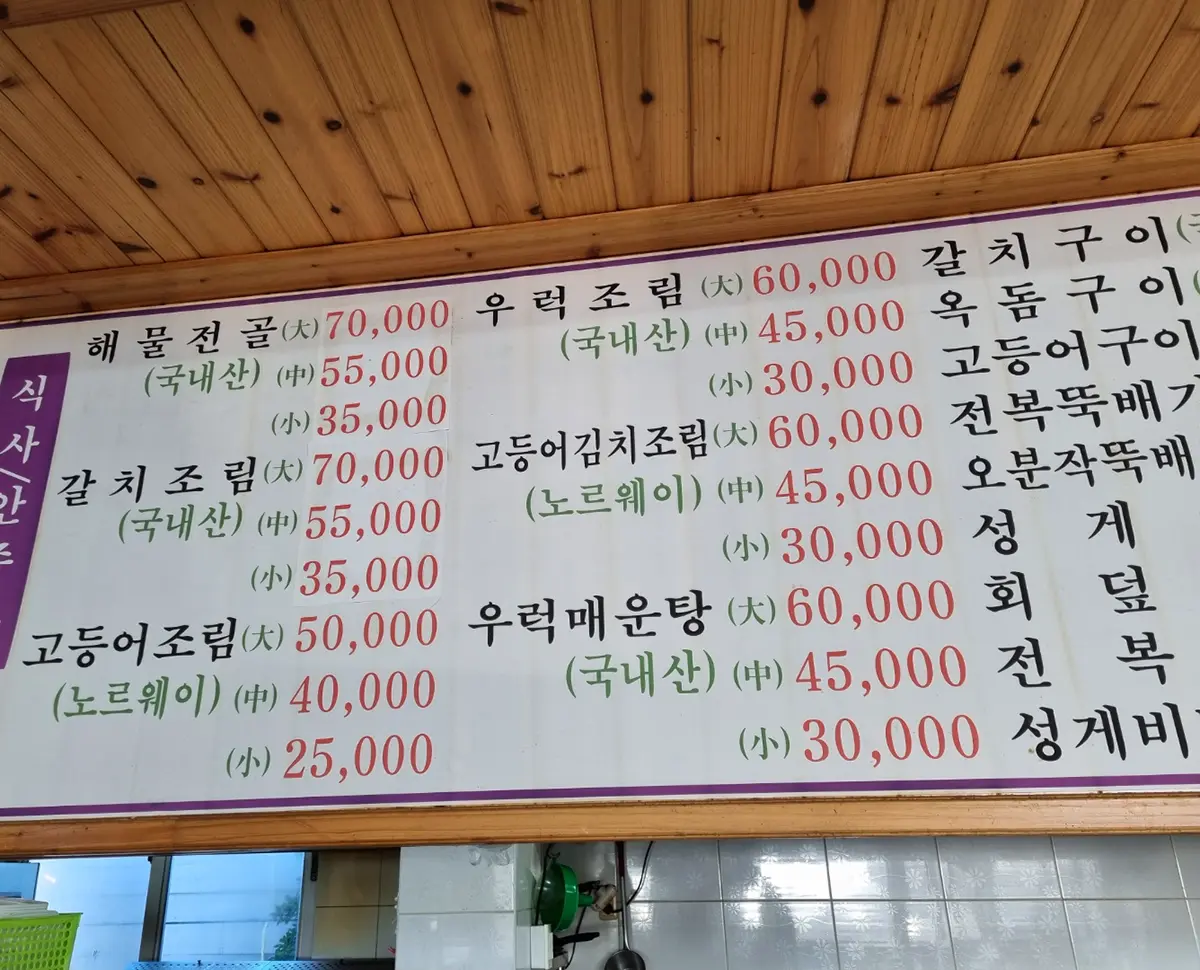 식사/안주
해물전골(大) 70,000
(국내산) (中) 55,000
(小) 35,000
갈치조림(大) 70,000
(국내산) (中) 55,000
(小) 35,000
고등어조림(大) 50,000
(노르웨이) (中) 40,000
(小) 25,000
우럭조림 (大) 60,000
(국내산) (中) 45,000
(小) 30,000
고등어김치조림(大) 60,000
(노르웨이) (中) 45,000
(小) 30,000
우럭매운탕 (大) 60,000
(국내산) (中) 45,000
(小) 30,000
갈치구이
옥돔구이
고등어구이
전복뚝배기
오분작뚝배
성게
회덮
전복
성게비